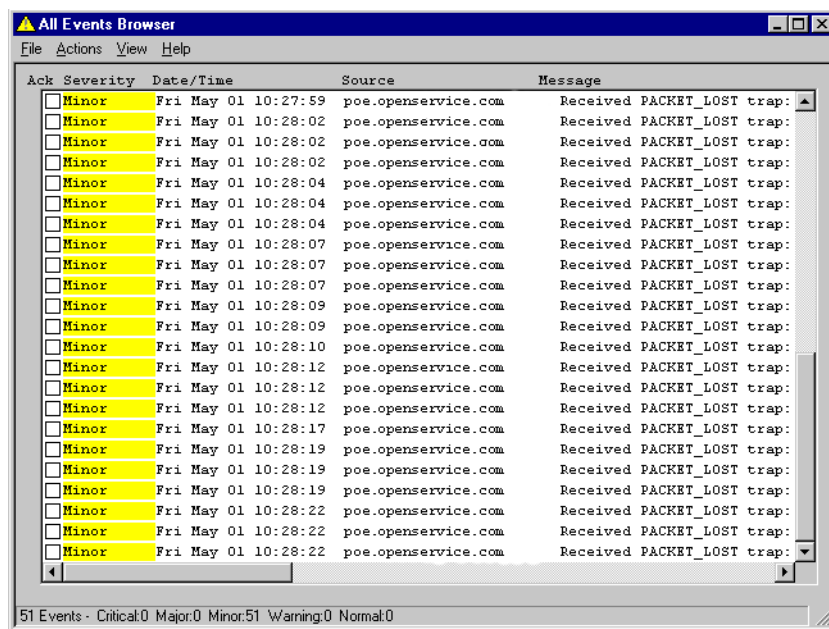 All Events Browser
File Actions View Help
Ack Severity Date/Time Source Message
Minor Fri May 01 10:27:59 poe.openservice.com Received PACKET_LOST trap:
Minor Fri May 01 10:28:02 poe.openservice.com Received PACKET_LOST trap:
Minor Fri May 01 10:28:02 poe.openservice.com Received PACKET_LOST trap:
Minor Fri May 01 10:28:02 poe.openservice.com Received PACKET_LOST trap:
Minor Fri May 01 10:28:04 poe.openservice.com Received PACKET_LOST trap:
Minor Fri May 01 10:28:04 poe.openservice.com Received PACKET_LOST trap:
Minor Fri May 01 10:28:04 poe.openservice.com Received PACKET_LOST trap:
Minor Fri May 01 10:28:07 poe.openservice.com Received PACKET_LOST trap:
Minor Fri May 01 10:28:07 poe.openservice.com Received PACKET_LOST trap:
Minor Fri May 01 10:28:07 poe.openservice.com Received PACKET_LOST trap:
Minor Fri May 01 10:28:09 poe.openservice.com Received PACKET_LOST trap:
Minor Fri May 01 10:28:09 poe.openservice.com Received PACKET_LOST trap:
Minor Fri May 01 10:28:10 poe.openservice.com Received PACKET_LOST trap:
Minor Fri May 01 10:28:12 poe.openservice.com Received PACKET_LOST trap:
Minor Fri May 01 10:28:12 poe.openservice.com Received PACKET_LOST trap:
Minor Fri May 01 10:28:12 poe.openservice.com Received PACKET_LOST trap:
Minor Fri May 01 10:28:17 poe.openservice.com Received PACKET_LOST trap:
Minor Fri May 01 10:28:19 poe.openservice.com Received PACKET_LOST trap:
Minor Fri May 01 10:28:19 poe.openservice.com Received PACKET_LOST trap:
Minor Fri May 01 10:28:19 poe.openservice.com Received PACKET_LOST trap:
Minor Fri May 01 10:28:22 poe.openservice.com Received PACKET_LOST trap:
Minor Fri May 01 10:28:22 poe.openservice.com Received PACKET_LOST trap:
Minor Fri May 01 10:28:22 poe.openservice.com Received PACKET_LOST trap:
51 Events - Critical:0 Major:0 Minor:51 Warning:0 Normal:0